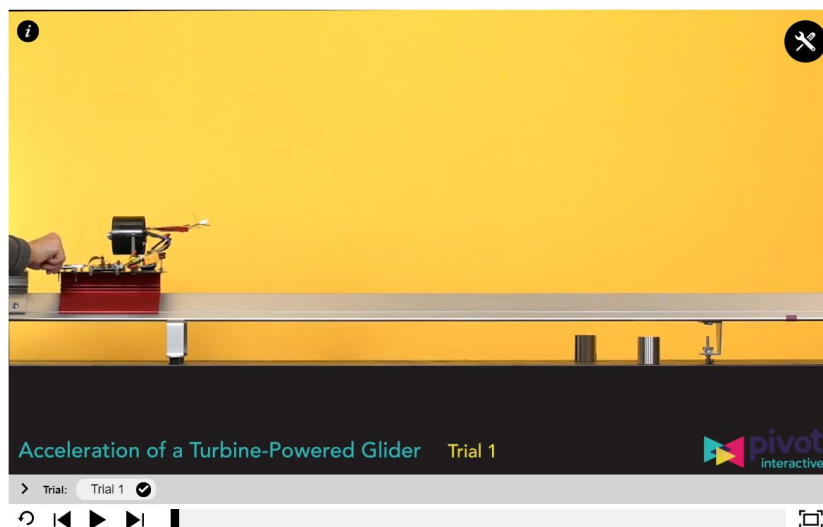 i
Acceleration of a Turbine-Powered Glider Trial 1
pivot
interactive
Trial: Trial 1